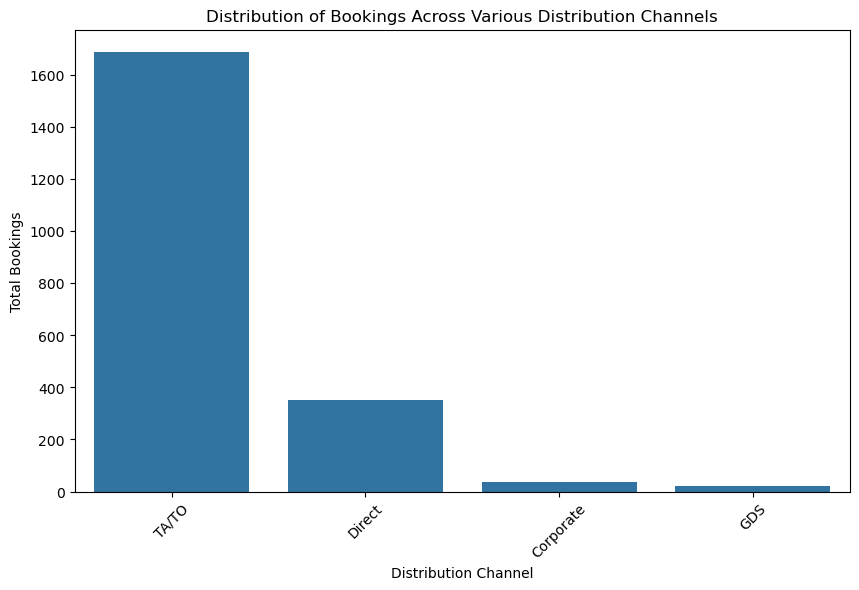 Distribution of Bookings Across Various Distribution Channels
Total Bookings
1600
1400
1200
1000
800
600
400
200
0
TA/TO
Direct
Corporate
GDS
Distribution Channel